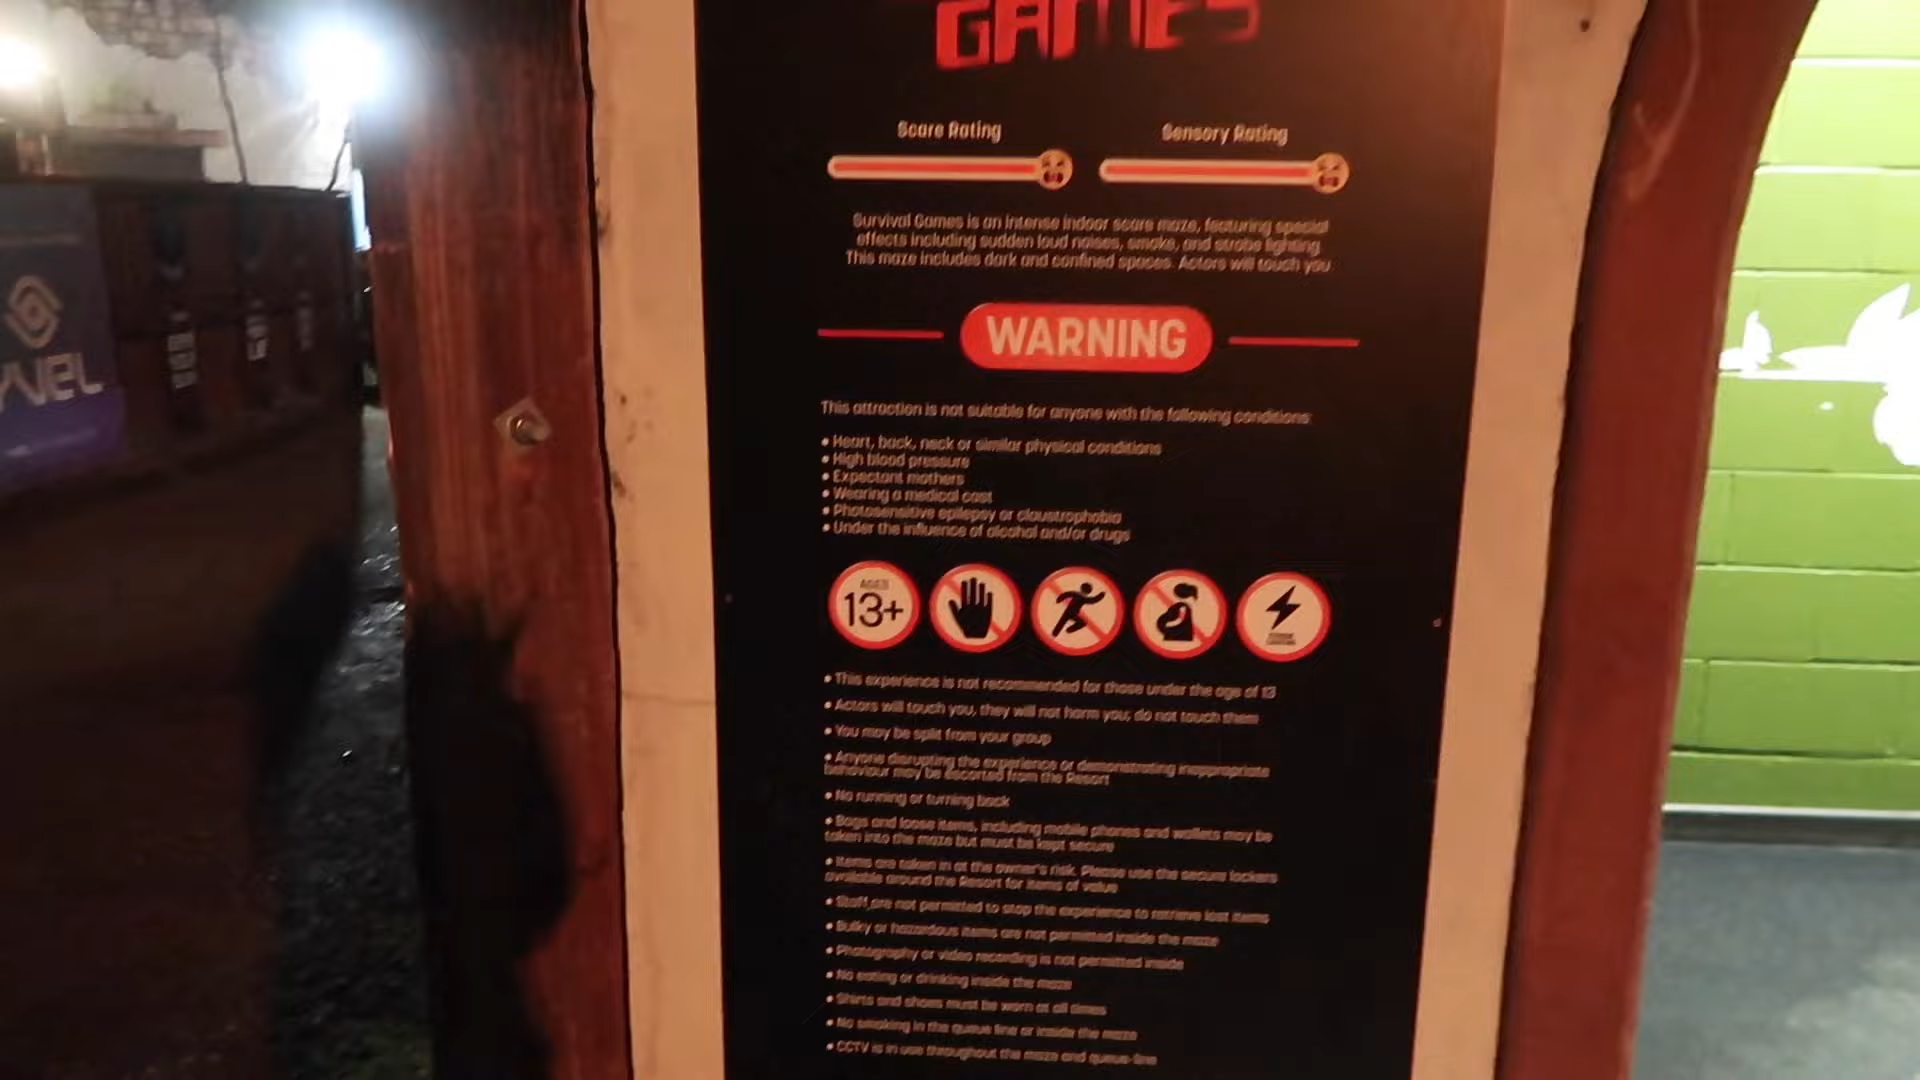 GAMES
Scare Rating
Sensory Rating
Survival Games is an intense indoor scare maze, featuring special
effects including sudden loud noises, smoke, and strobe lighting.
This maze includes dark and confined spaces. Actors will touch you.
WARNING
This attraction is not suitable for anyone with the following conditions:
• Heart, back, neck or similar physical conditions
• High blood pressure
• Expectant mothers
• Wearing a medical cast
• Photosensitive epilepsy or claustrophobia
• Under the influence of alcohol and/or drugs
AGES
13+
• This experience is not recommended for those under the age of 13
• Actors will touch you, they will not harm you; do not touch them
• You may be split from your group
• Anyone disrupting the experience or demonstrating inappropriate
behaviour may be escorted from the Resort
• No running or turning back
• Bags and loose items, including mobile phones and wallets may be
taken into the maze but must be kept secure
• Items are taken in at the owner's risk. Please use the secure lockers
available around the Resort for items of value
• Staff are not permitted to stop the experience to retrieve lost items
• Bulky or hazardous items are not permitted inside the maze
• Photography or video recording is not permitted inside
• No eating or drinking inside the maze
• Shirts and shoes must be worn at all times
• No smoking in the queue line or inside the maze
• CCTV is in use throughout the maze and queue-line